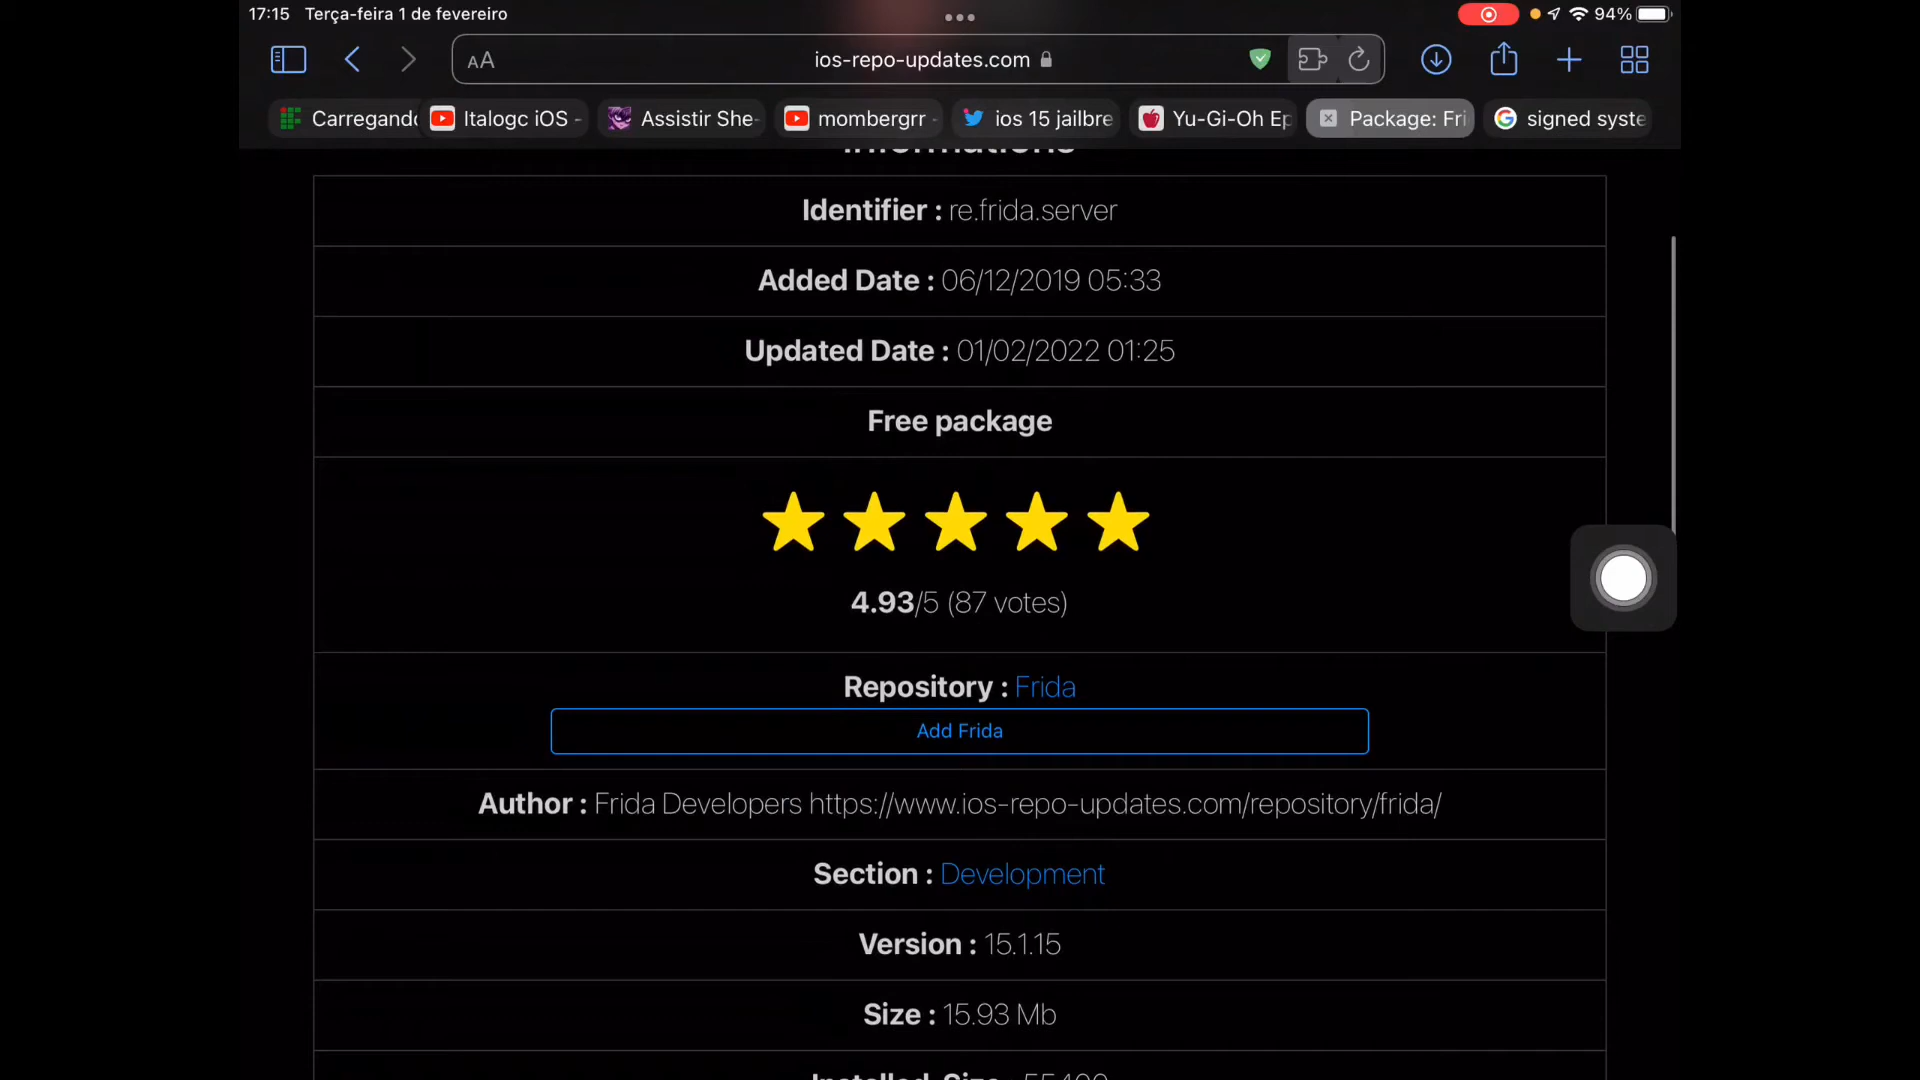 17:15 Terça-feira 1 de fevereiro
94%
AA
ios-repo-updates.com
Carregando
Italogc iOS -
Assistir She-
mombergrr -
ios 15 jailbre
Yu-Gi-Oh Ep
Package: Fri
signed syste
Informations
Identifier : re.frida.server
Added Date : 06/12/2019 05:33
Updated Date : 01/02/2022 01:25
Free package
4.93/5 (87 votes)
Repository : Frida
Add Frida
Author : Frida Developers https://www.ios-repo-updates.com/repository/frida/
Section : Development
Version : 15.1.15
Size : 15.93 Mb